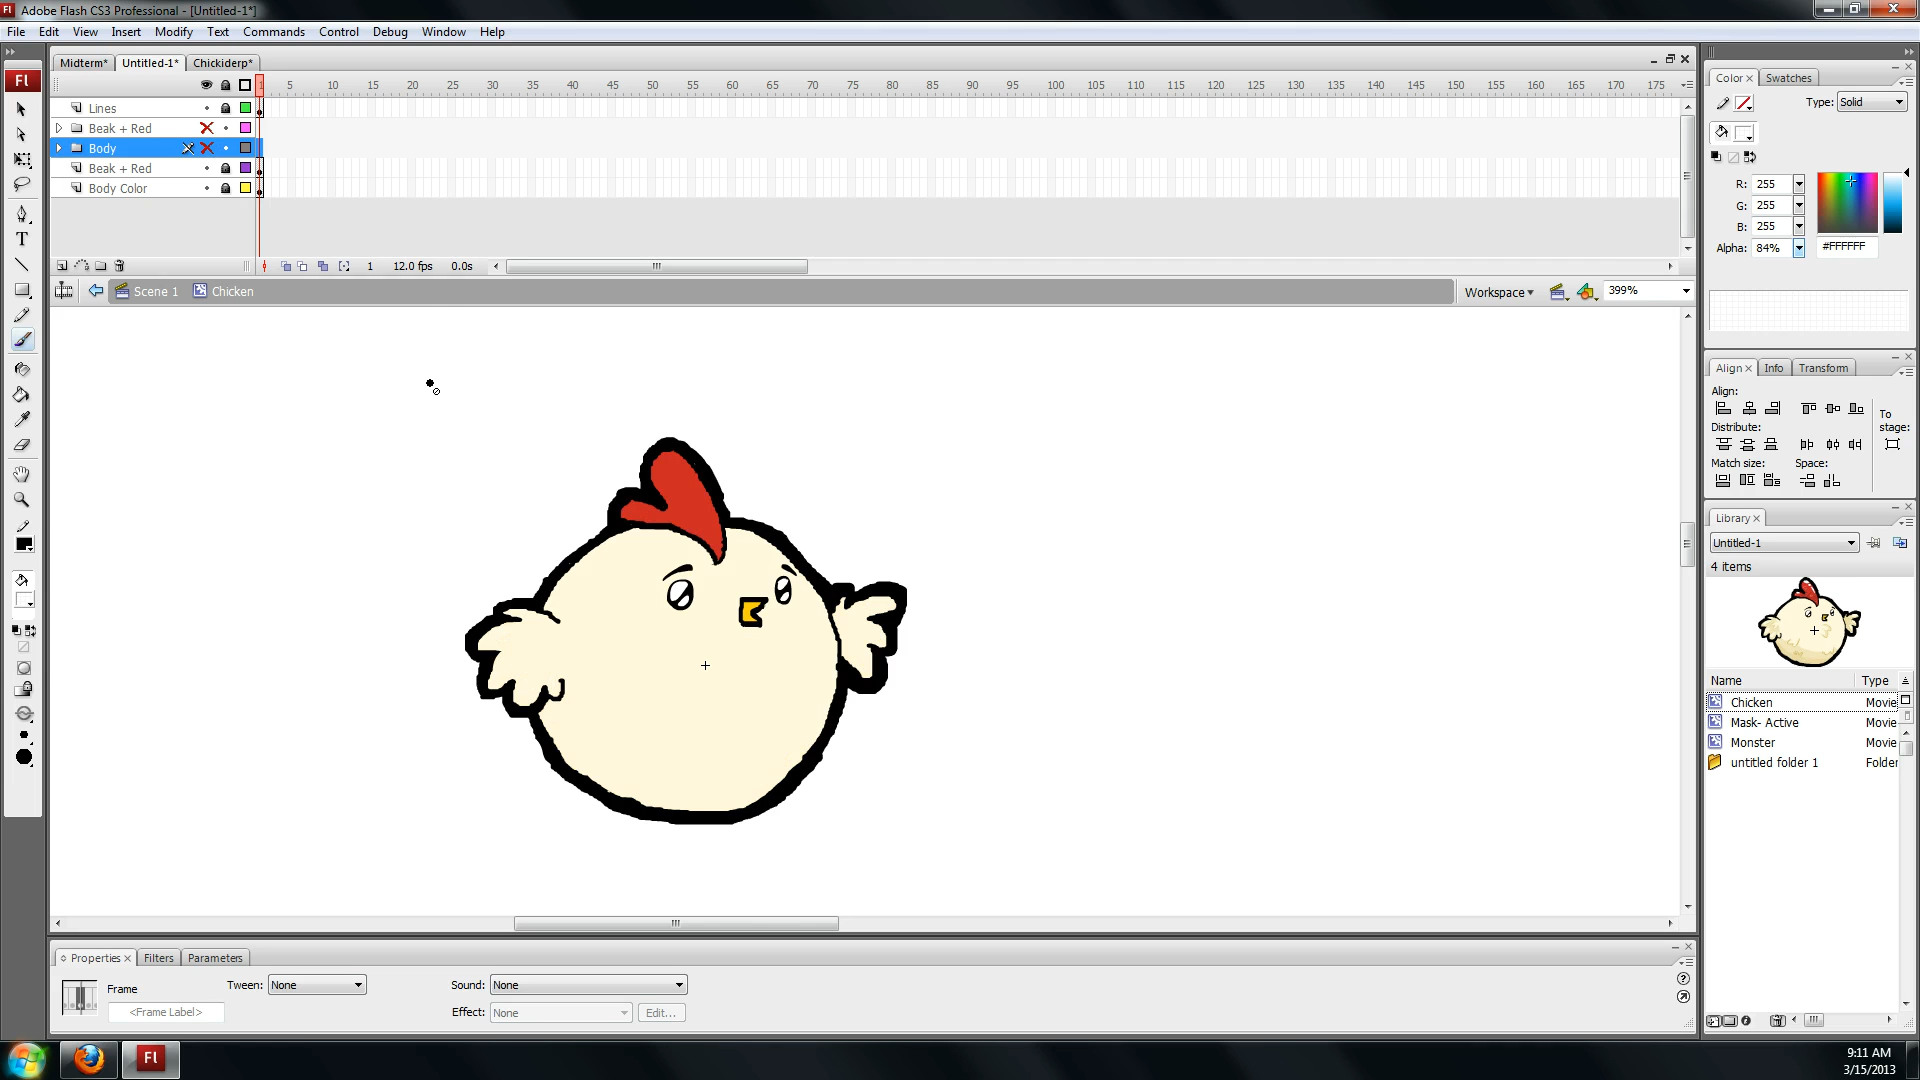 Fl Adobe Flash CS3 Professional - [Untitled-1*]
File Edit View Insert Modify Text Commands Control Debug Window Help
Midterm* Untitled-1* Chickiderp*
Fl
1 5 10 15 20 25 30 35 40 45 50 55 60 65 70 75 80 85 90 95 100 105 110 115 120 125 130 135 140 145 150 155 160 165 170 175
Lines
Beak + Red
Body
Beak + Red
Body Color
1 12.0 fps 0.0s
Scene 1 Chicken
Workspace 399%
Color Swatches
Type: Solid
R: 255
G: 255
B: 255
Alpha: 84% #FFFFFF
Align Info Transform
Align:
To stage:
Distribute:
Match size: Space:
Library
Untitled-1
4 items
Name Type
Chicken Movie
Mask- Active Movie
Monster Movie
untitled folder 1 Folder
Properties Filters Parameters
Frame
<Frame Label>
Tween: None
Sound: None
Effect: None Edit...
Fl
9:11 AM
3/15/2013